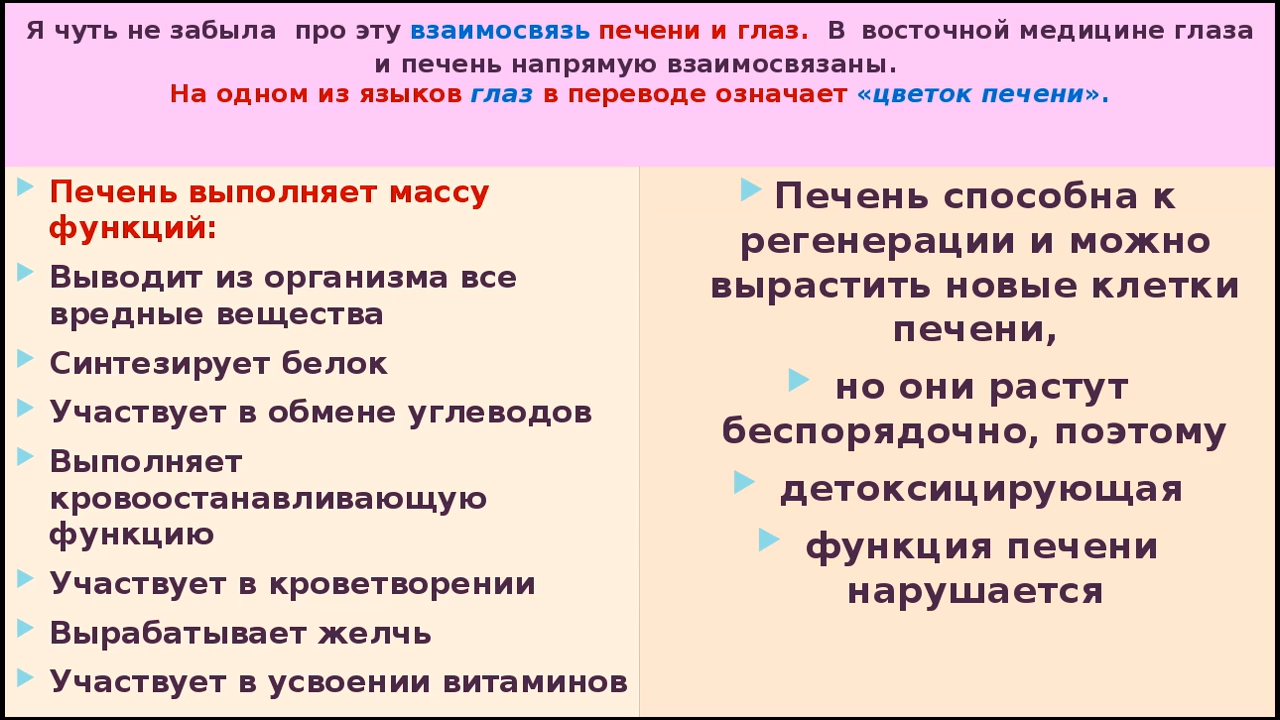 Я чуть не забыла про эту взаимосвязь печени и глаз. В восточной медицине глаза
и печень напрямую взаимосвязаны.
На одном из языков глаз в переводе означает «цветок печени».
Печень выполняет массу
функций:
Выводит из организма все
вредные вещества
Синтезирует белок
Участвует в обмене углеводов
Выполняет
кровоостанавливающую
функцию
Участвует в кроветворении
Вырабатывает желчь
Участвует в усвоении витаминов
Печень способна к
регенерации и можно
вырастить новые клетки
печени,
но они растут
беспорядочно, поэтому
детоксицирующая
функция печени
нарушается